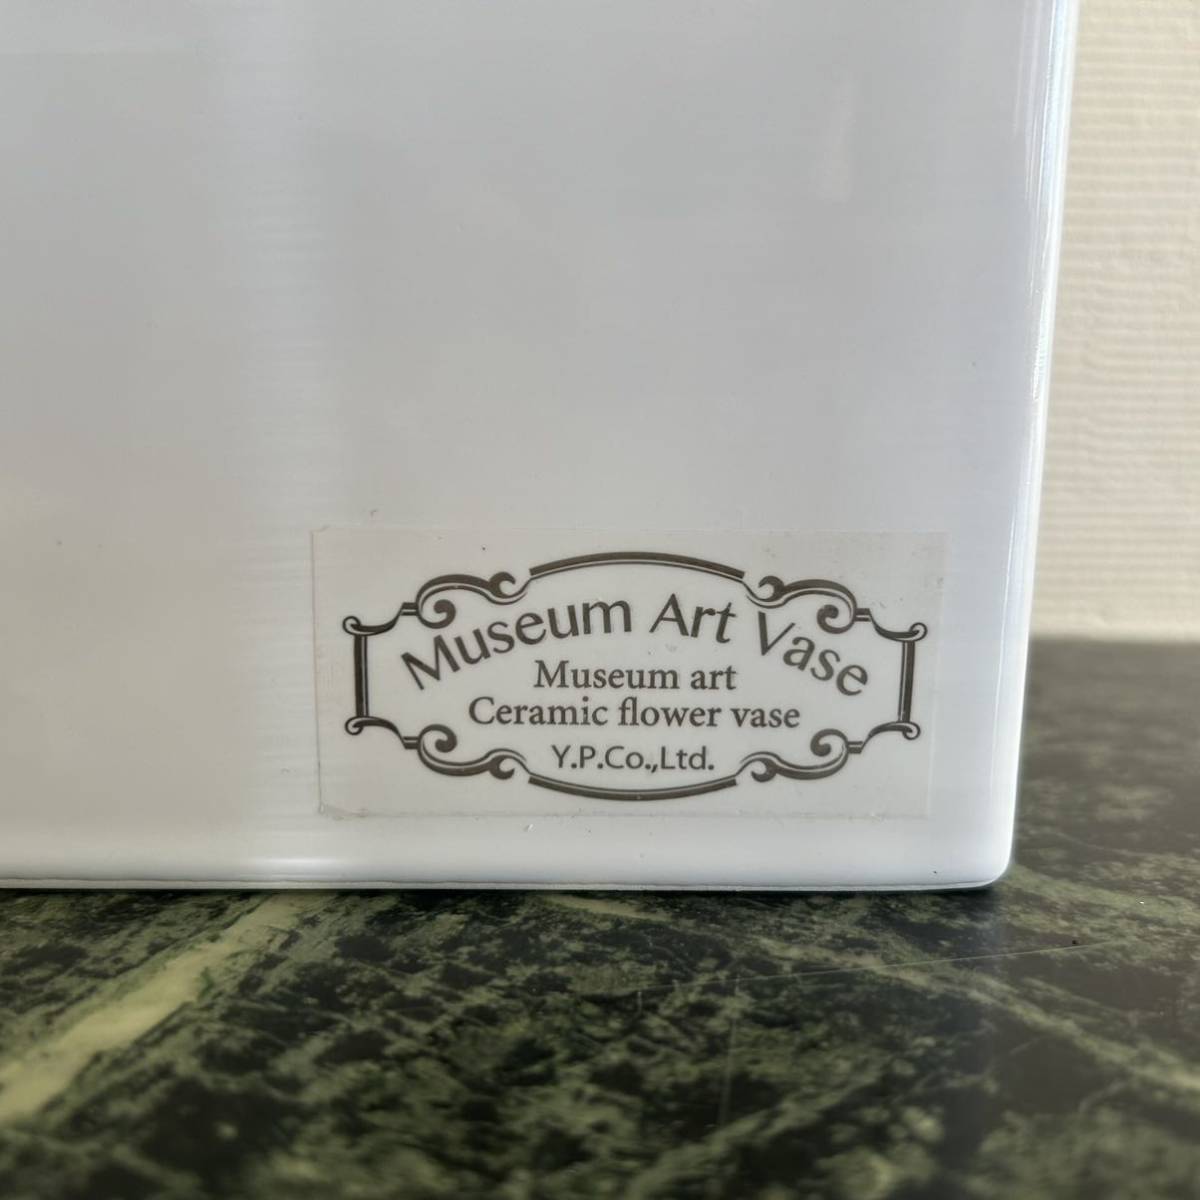 Museum Art Vase
Museum art
Ceramic flower vase
Y.P.Co.,Ltd.